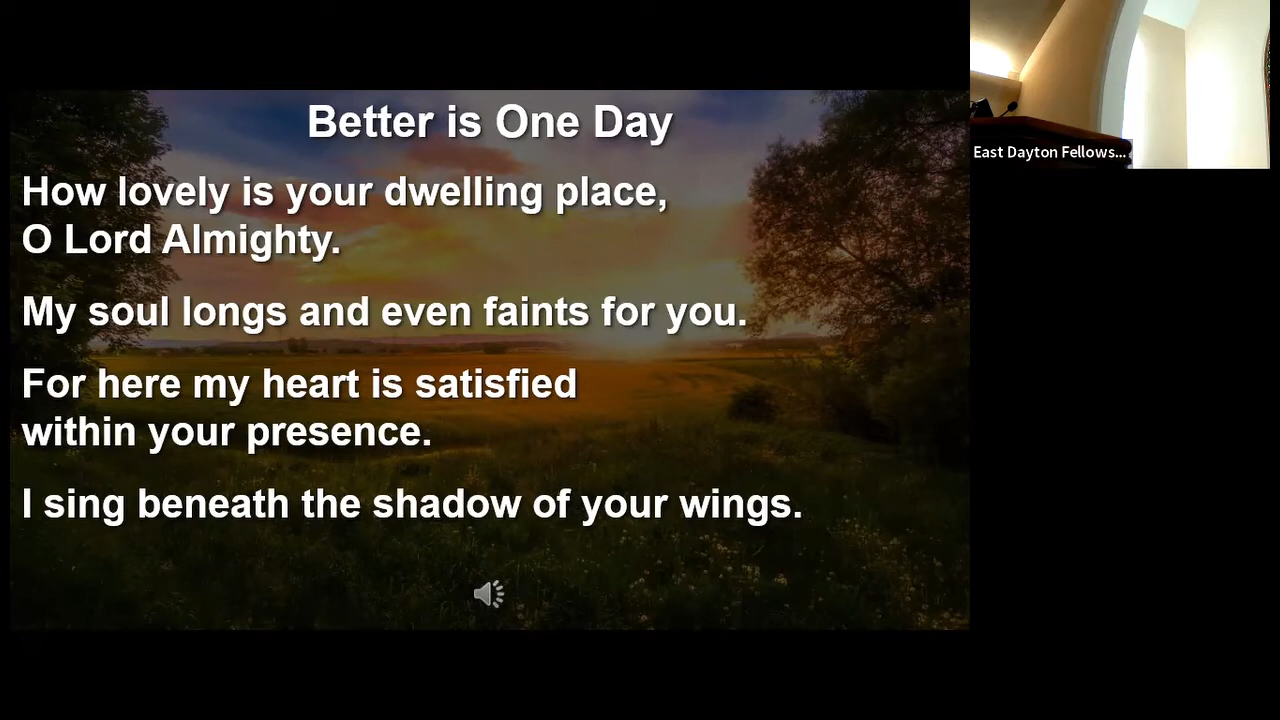 Better is One Day
How lovely is your dwelling place,
O Lord Almighty.
My soul longs and even faints for you.
For here my heart is satisfied
within your presence.
I sing beneath the shadow of your wings.
East Dayton Fellows...